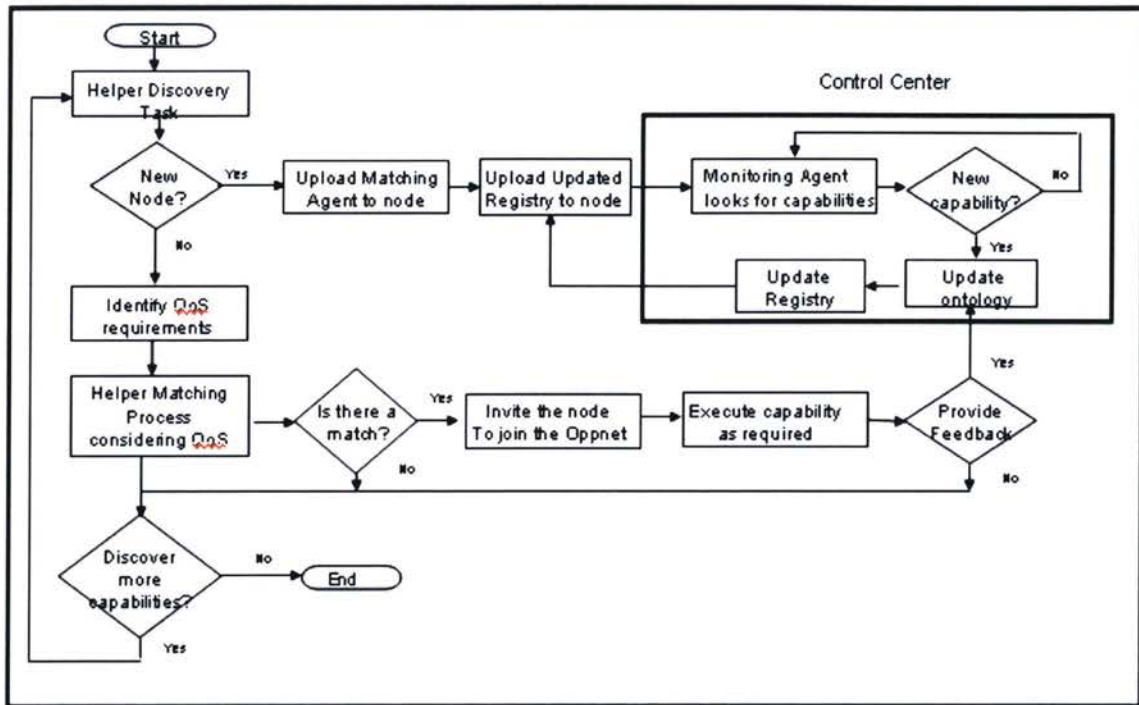 Start
Helper Discovery
Task
Control Center
New
Node?
Yes
Upload Matching
Agent to node
Upload Updated
Registry to node
Monitoring Agent
looks for capabilities
New
capability?
No
Yes
No
Update
Registry
Update
ontology
Identify QoS
requirements
Helper Matching
Process
considering QoS
Is there a
match?
Yes
Invite the node
To join the Oppnet
Execute capability
as required
Provide
Feedback
Yes
No
No
Discover
more
capabilities?
No
End
Yes